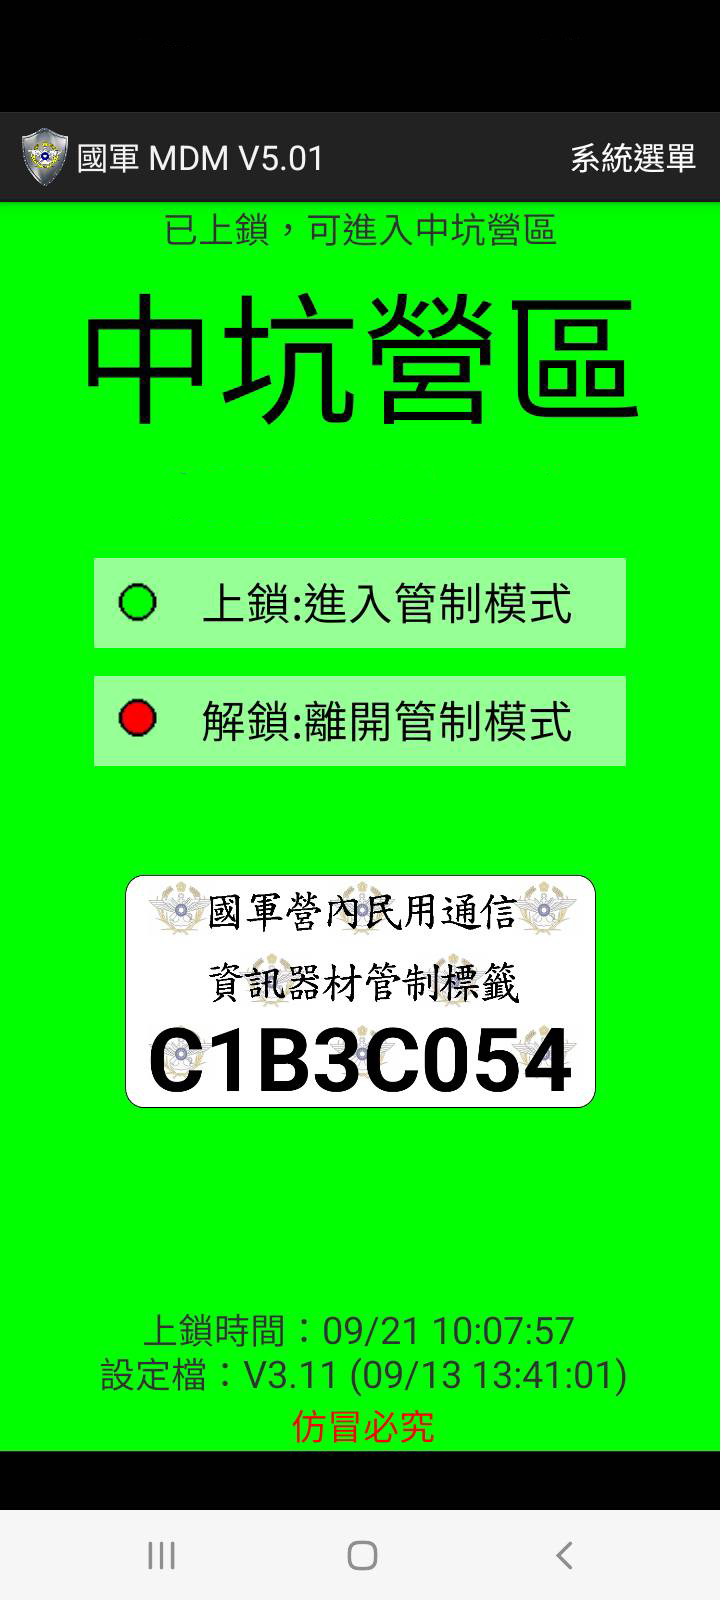 國軍 MDM V5.01
系統選單
已上鎖，可進入中坑營區
中坑營區
上鎖:進入管制模式
解鎖:離開管制模式
國軍營內民用通信
資訊器材管制標籤
C1B3C054
上鎖時間：09/21 10:07:57
設定檔：V3.11 (09/13 13:41:01)
仿冒必究